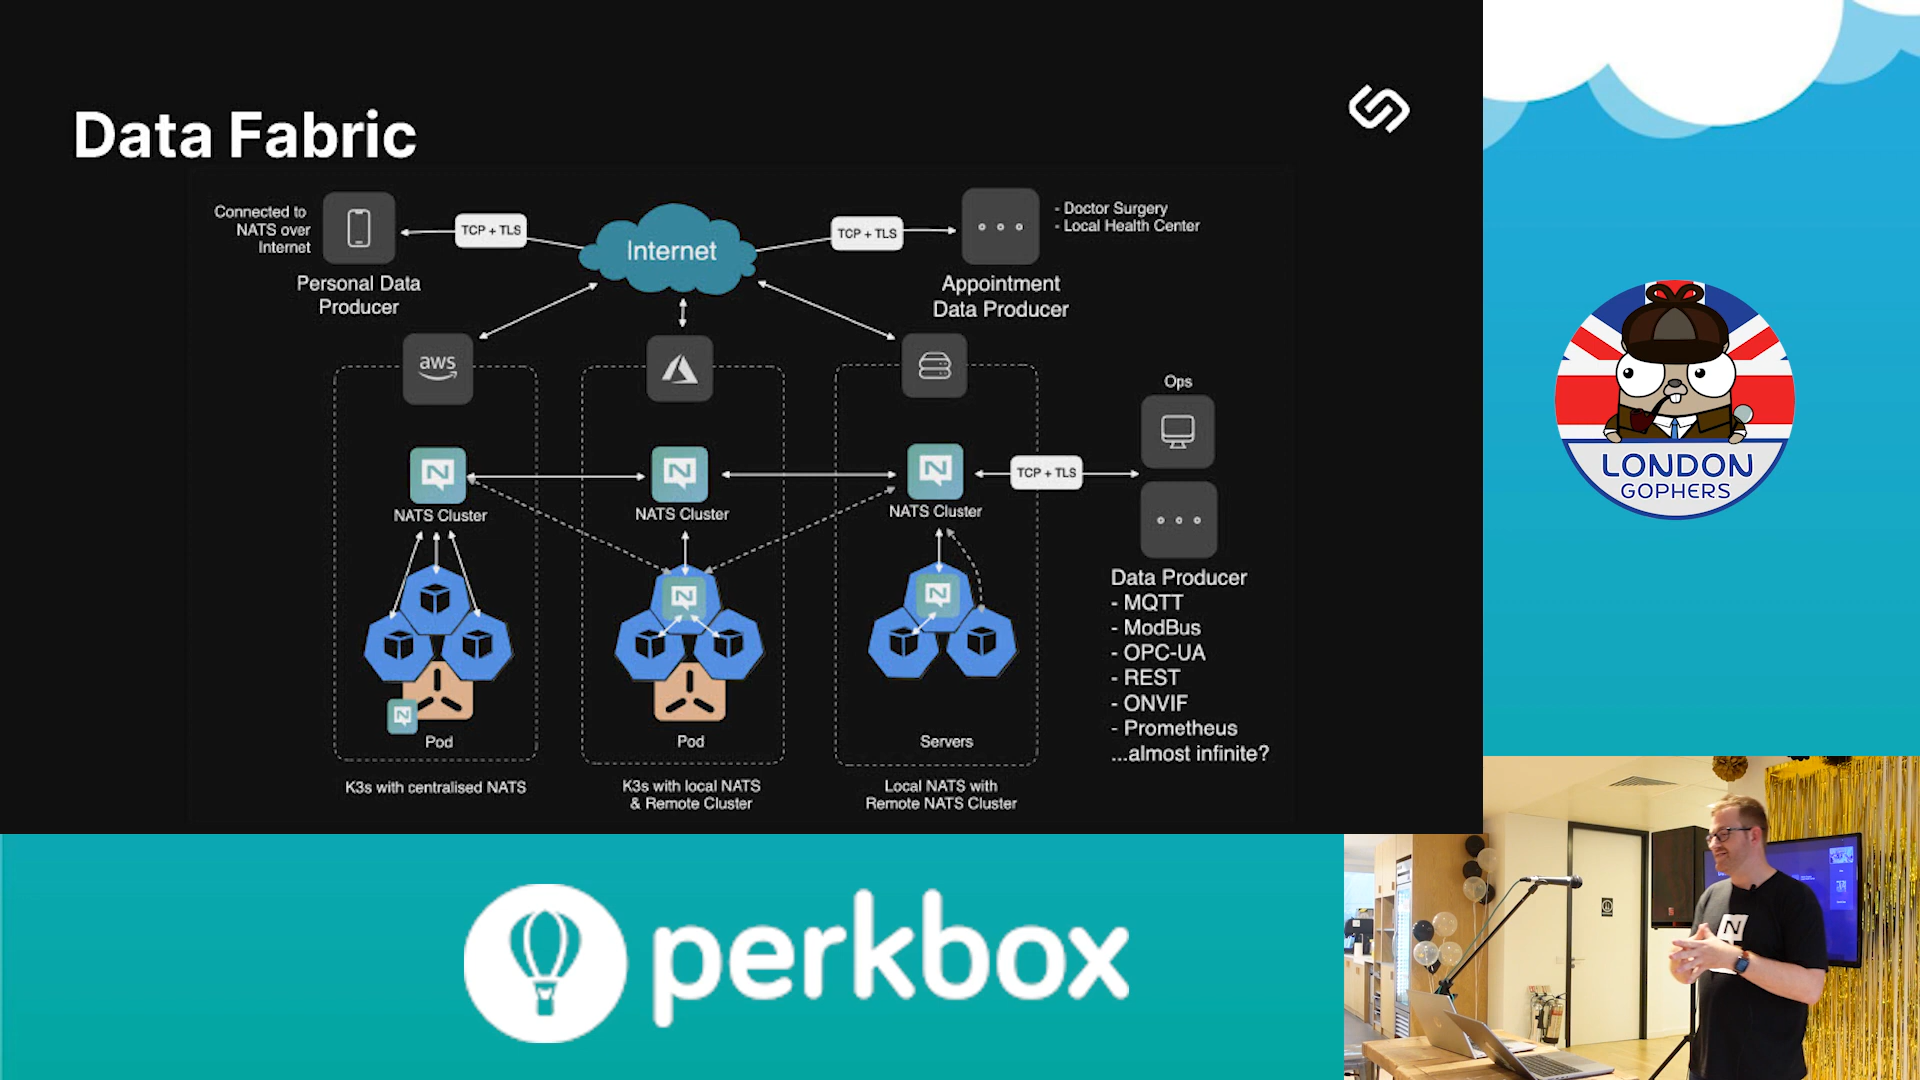 Data Fabric
Connected to
NATS over
Internet
Personal Data
Producer
TCP + TLS
Internet
TCP + TLS
Appointment
Data Producer
- Doctor Surgery
- Local Health Center
aws
NATS Cluster
NATS Cluster
NATS Cluster
TCP + TLS
Ops
Data Producer
- MQTT
- ModBus
- OPC-UA
- REST
- ONVIF
- Prometheus
...almost infinite?
Pod
Pod
Servers
K3s with centralised NATS
K3s with local NATS
& Remote Cluster
Local NATS with
Remote NATS Cluster
LONDON
GOPHERS
perkbox